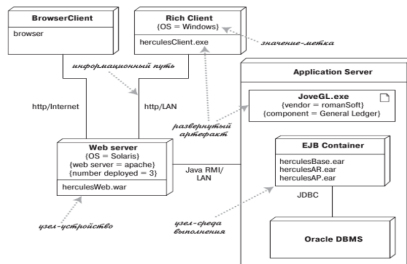 BrowserClient
browser
Rich Client
(OS = Windows)
herculesClient.exe
значение-метка
информационный путь
Application Server
http/Internet
http/LAN
JoveGL.exe
(vendor = romanSoft)
(component = General Ledger)
развернутый
артефакт
Web server
(OS = Solaris)
(web server = apache)
(number deployed = 3)
herculesWeb.war
Java RMI/
LAN
EJB Container
herculesBase.ear
herculesAR.ear
herculesAP.ear
JDBC
узел-устройство
узел-среда
выполнения
Oracle DBMS